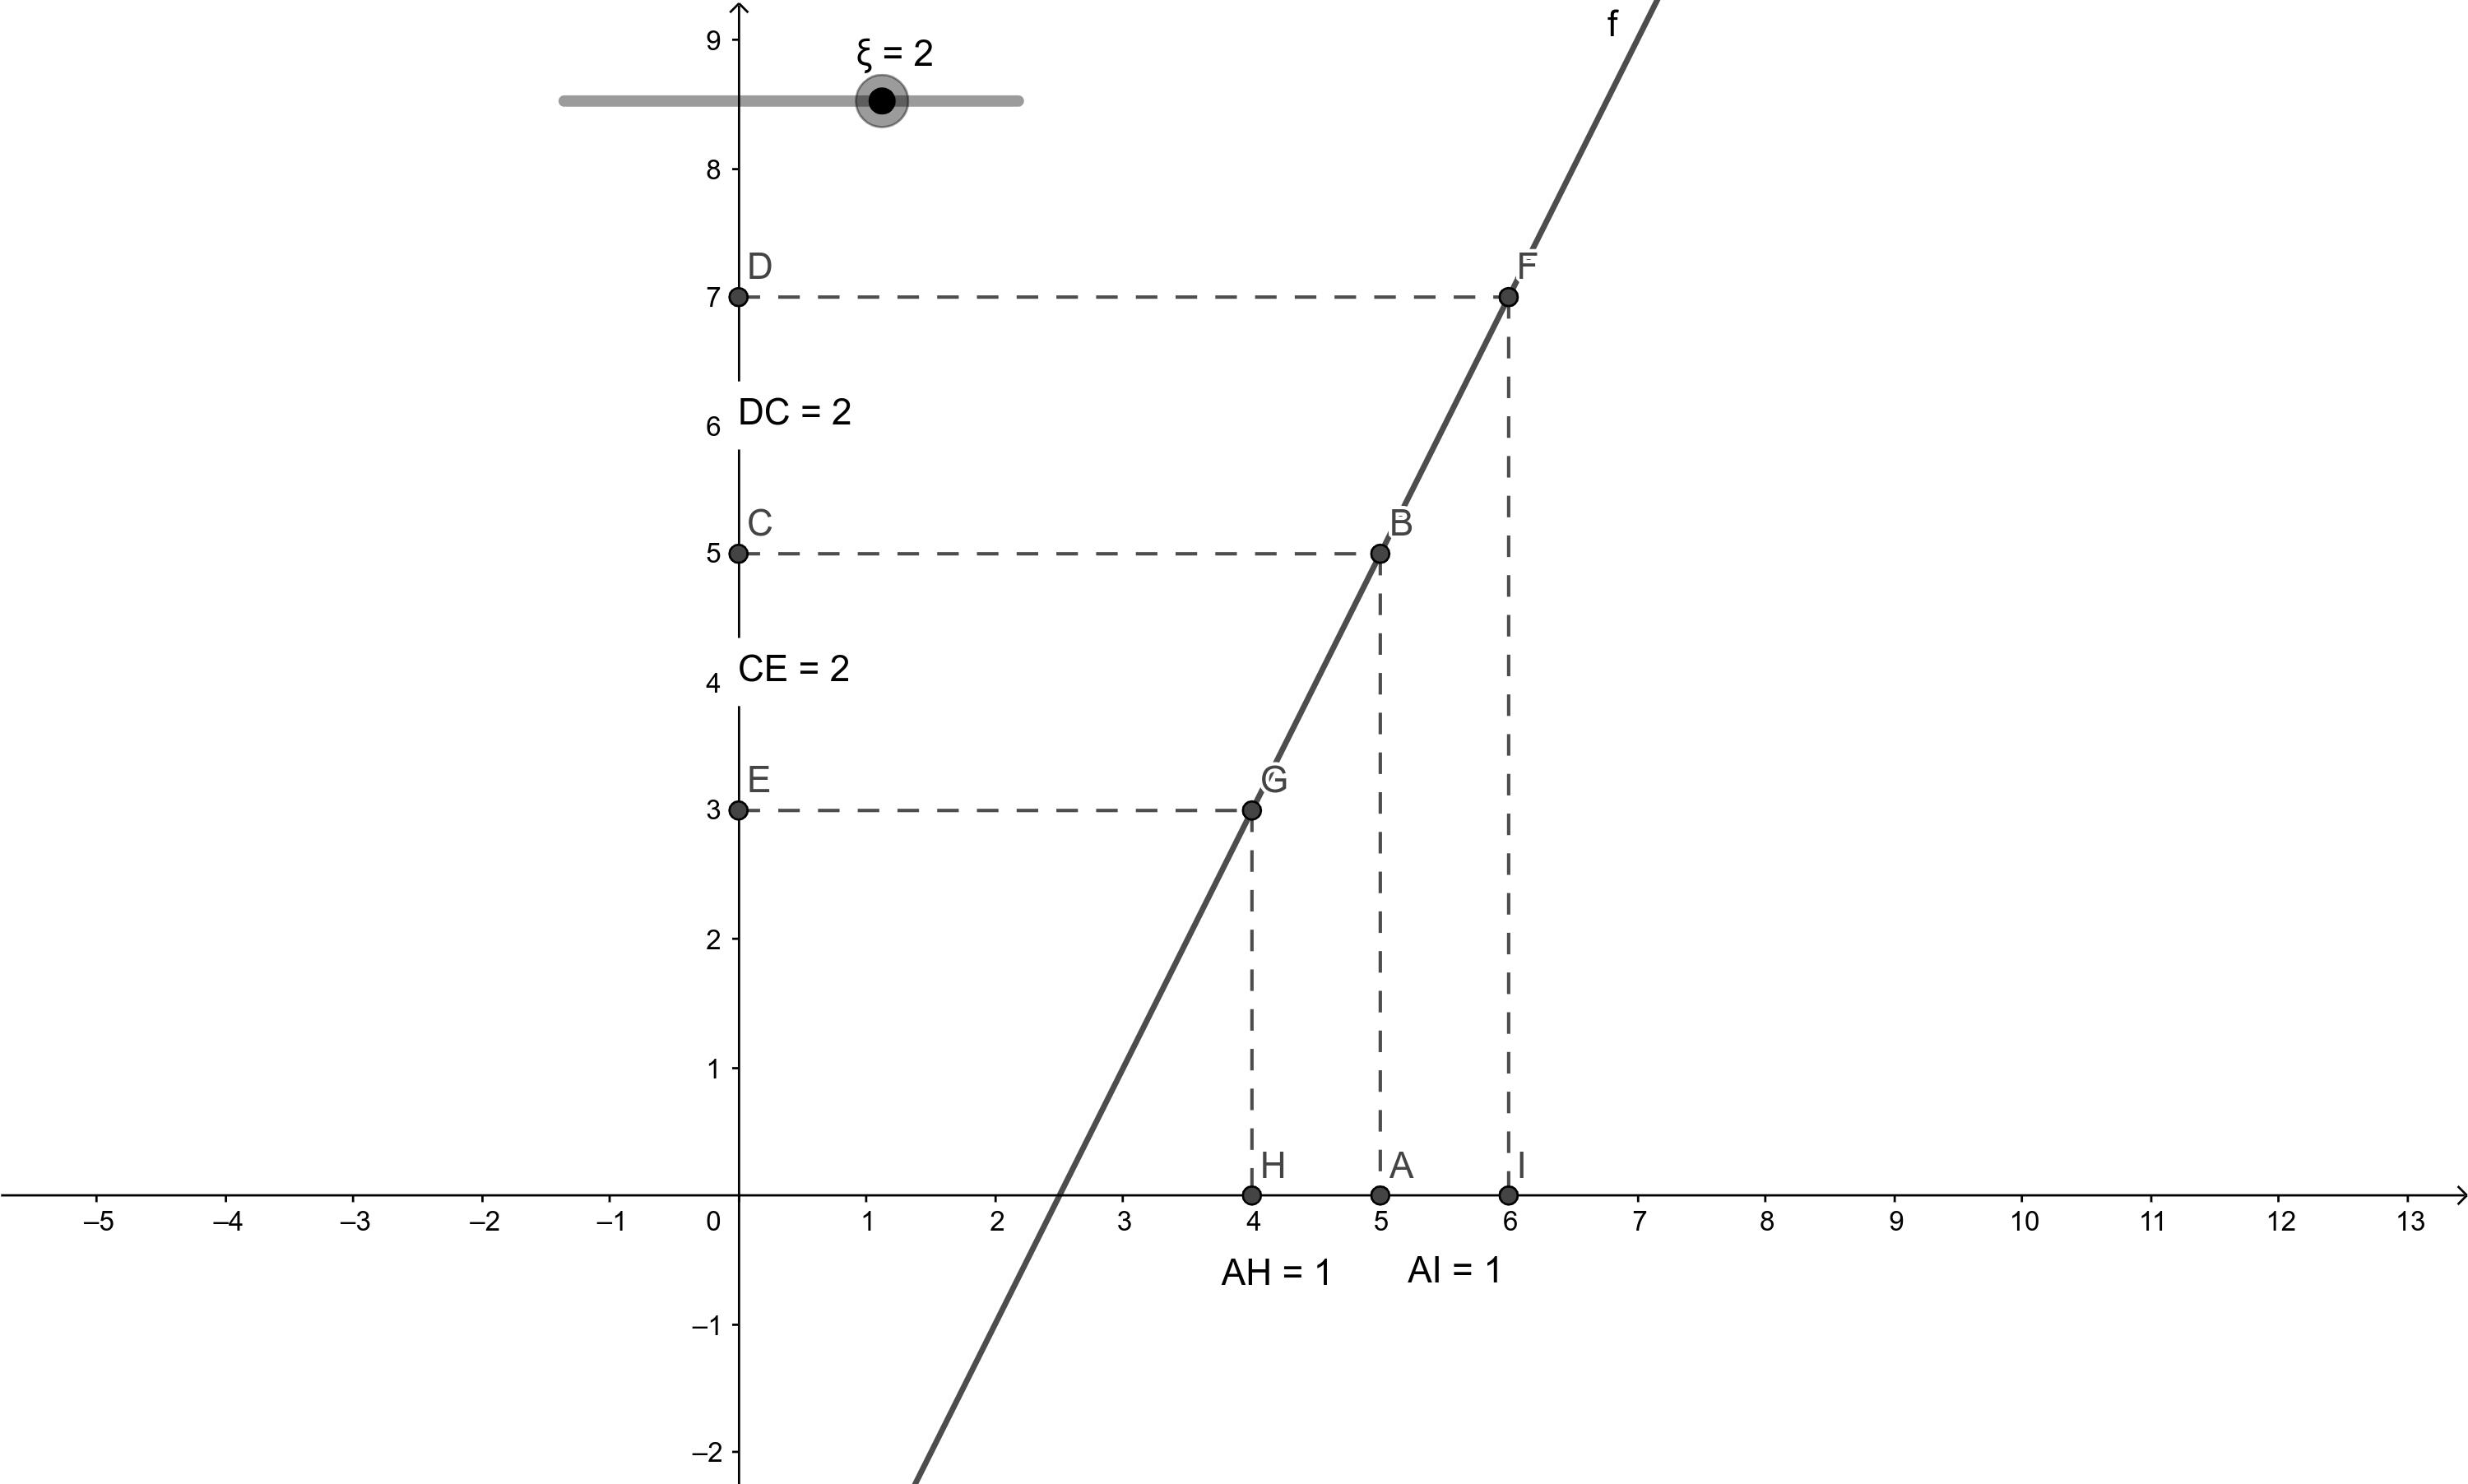 f
9
ξ = 2
8
D
F
7
DC = 2
6
C
B
5
CE = 2
4
E
G
3
2
1
H
A
I
–5 –4 –3 –2 –1 0 1 2 3 4 5 6 7 8 9 10 11 12 13
AH = 1
AI = 1
–1
–2